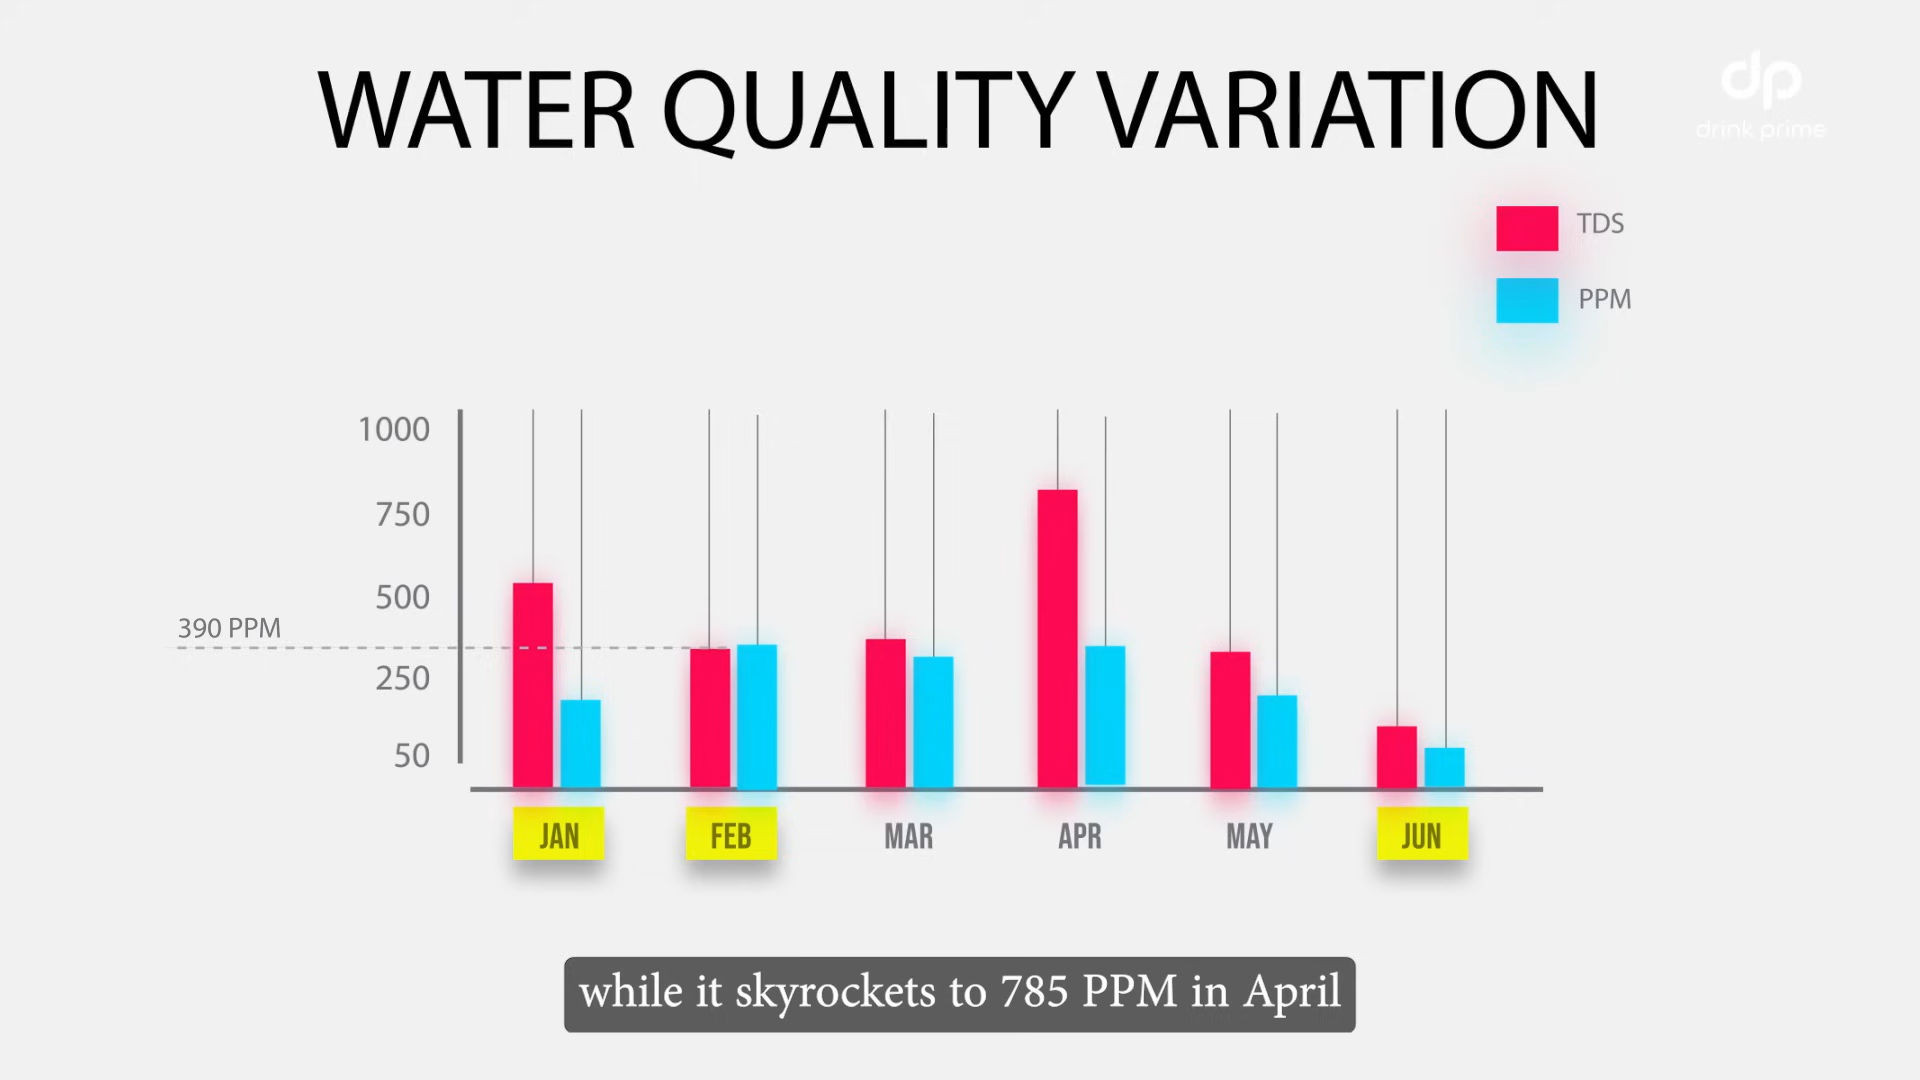 WATER QUALITY VARIATION
dp
drink prime
TDS
PPM
1000
750
500
390 PPM
250
50
JAN
FEB
MAR
APR
MAY
JUN
while it skyrockets to 785 PPM in April